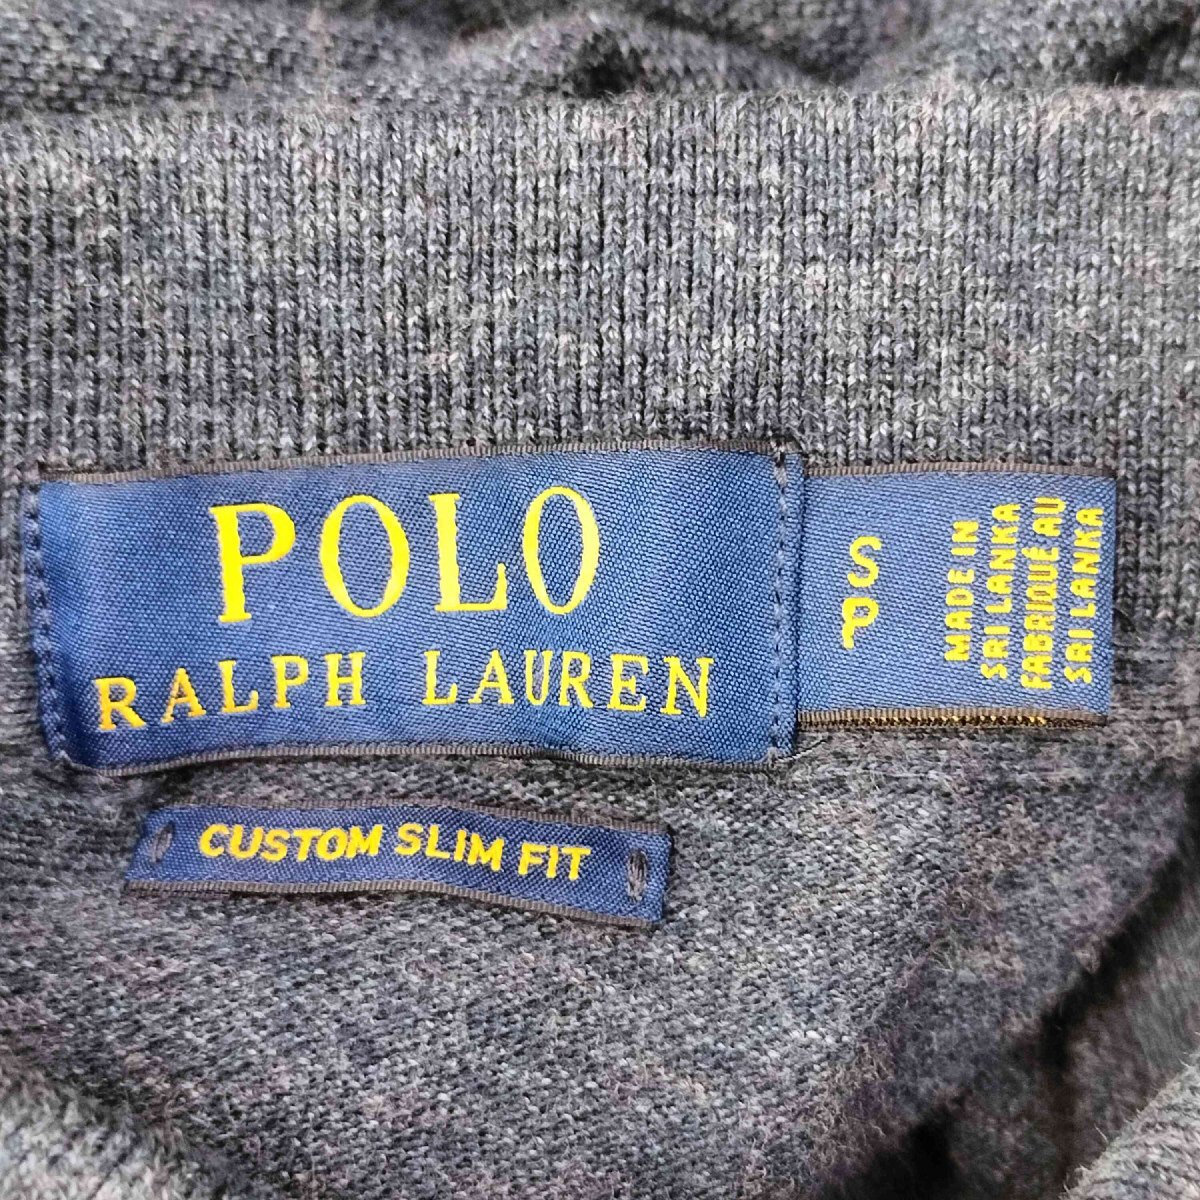 POLO
RALPH LAUREN
S
P
MADE IN
SRI LANKA
FABRIQUÉ AU
SRI LANKA
CUSTOM SLIM FIT